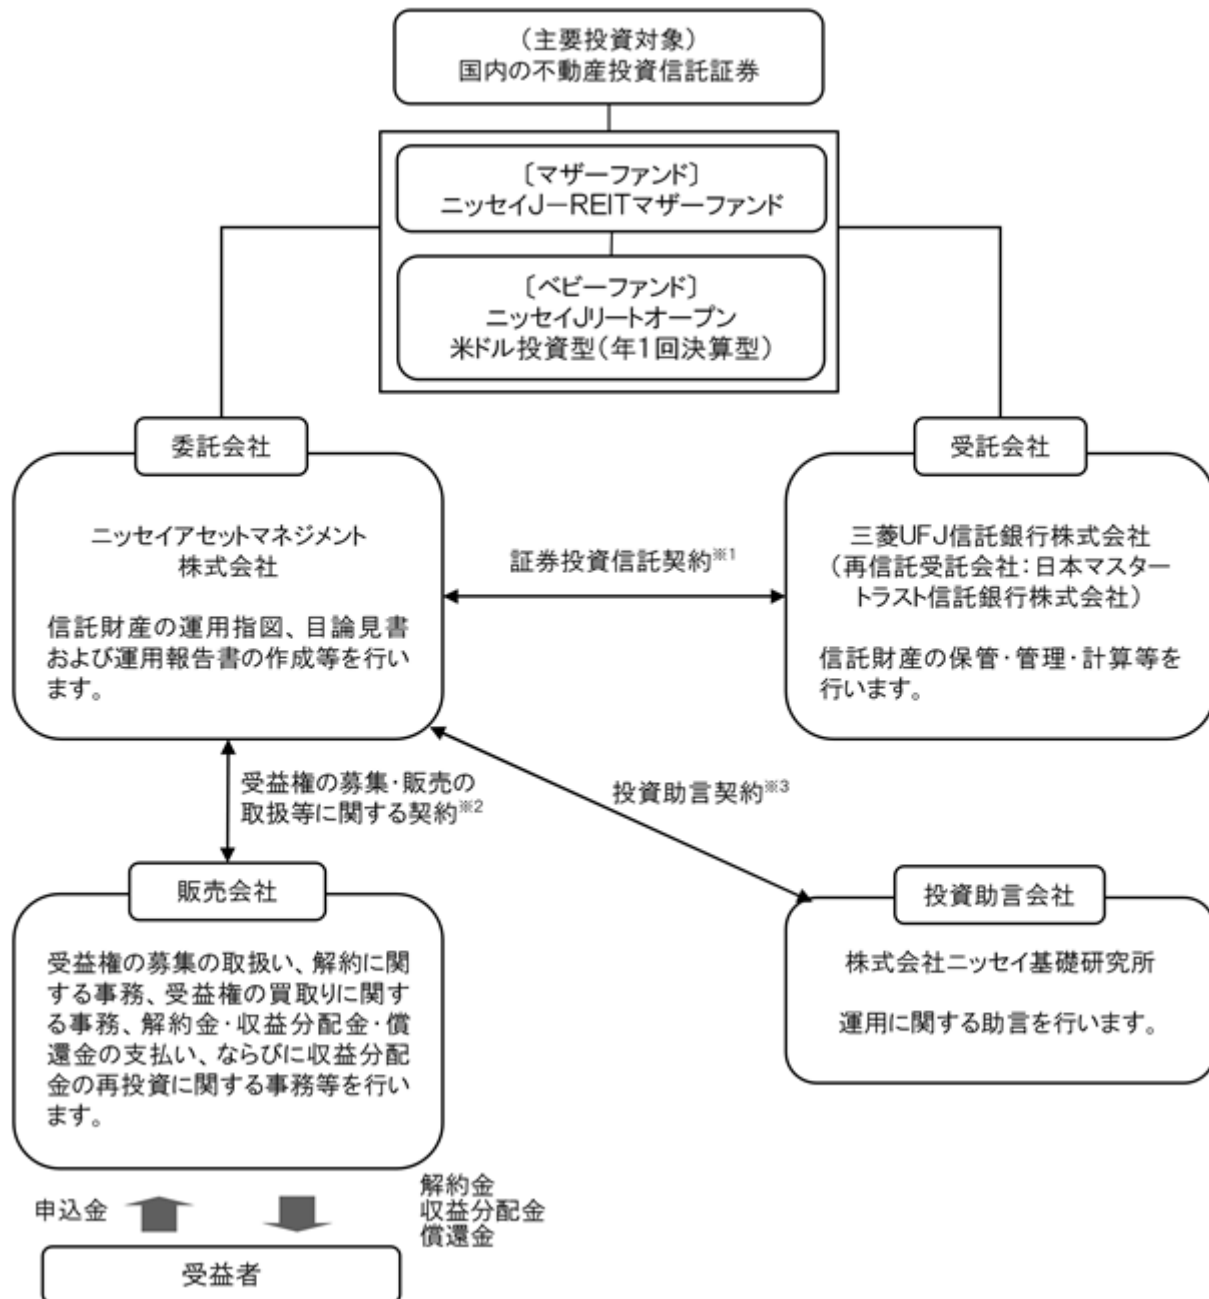 （主要投資対象）
国内の不動産投資信託証券
〔マザーファンド〕
ニッセイJ－REITマザーファンド
〔ベビーファンド〕
ニッセイJリートオープン
米ドル投資型（年1回決算型）
委託会社
ニッセイアセットマネジメント
株式会社
信託財産の運用指図、目論見書
および運用報告書の作成等を行い
ます。
証券投資信託契約※1
受託会社
三菱UFJ信託銀行株式会社
（再信託受託会社：日本マスター
トラスト信託銀行株式会社）
信託財産の保管・管理・計算等を
行います。
受益権の募集・販売の
取扱等に関する契約※2
投資助言契約※3
販売会社
受益権の募集の取扱い、解約に関
する事務、受益権の買取りに関す
る事務、解約金・収益分配金・償
還金の支払い、ならびに収益分配
金の再投資に関する事務等を行い
ます。
投資助言会社
株式会社ニッセイ基礎研究所
運用に関する助言を行います。
申込金
解約金
収益分配金
償還金
受益者